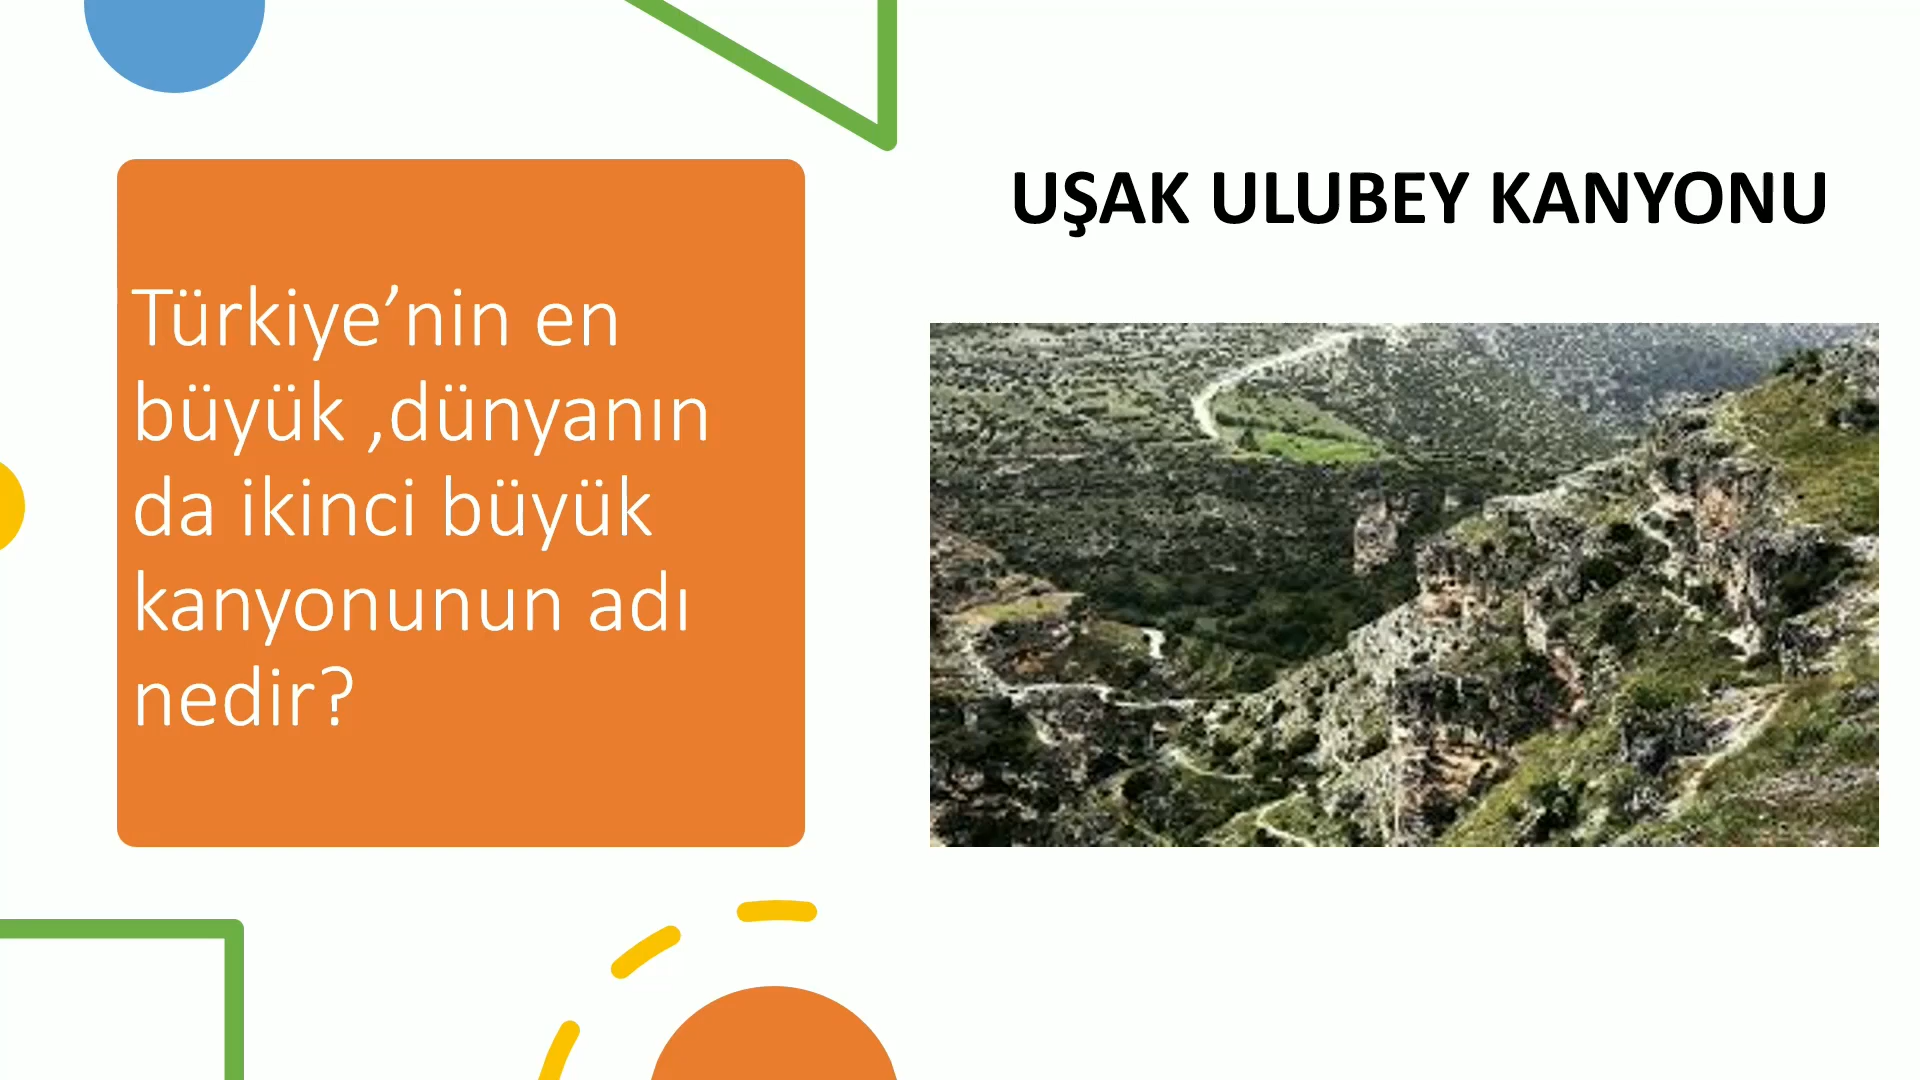 Türkiye’nin en
büyük ,dünyanın
da ikinci büyük
kanyonunun adı
nedir?
UŞAK ULUBEY KANYONU